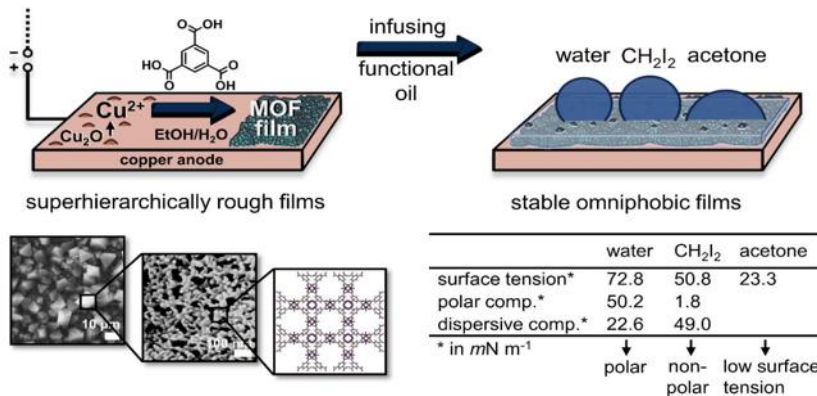 O
OH
HO
O
HO
O
OH
−
+
Cu2+
Cu2O
EtOH/H2O
MOF
film
copper anode
superhierarchically rough films
infusing
functional
oil
water CH2I2 acetone
stable omniphobic films
10 µm
100 nm
water CH2I2 acetone
surface tension* 72.8 50.8 23.3
polar comp.* 50.2 1.8
dispersive comp.* 22.6 49.0
* in mN m-1
polar
non-
polar
low surface
tension